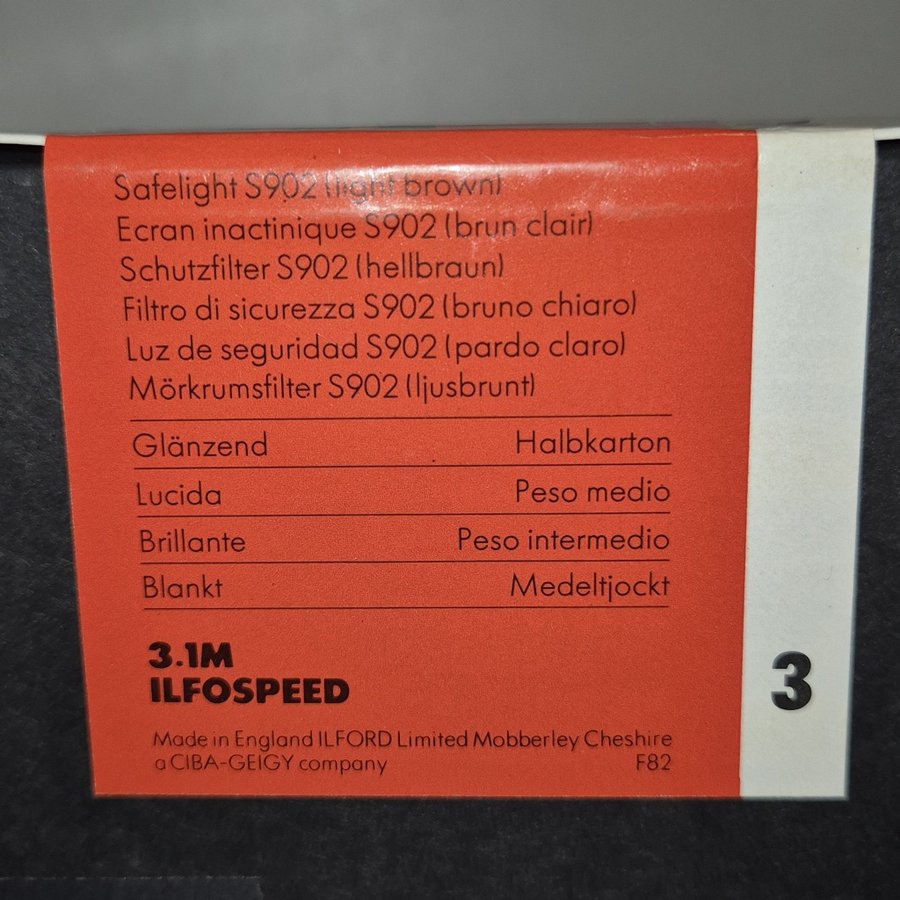 Safelight S902 (light brown)
Ecran inactinique S902 (brun clair)
Schutzfilter S902 (hellbraun)
Filtro di sicurezza S902 (bruno chiaro)
Luz de seguridad S902 (pardo claro)
Mörkrumsfilter S902 (ljusbrunt)
Glänzend Halbkarton
Lucida Peso medio
Brillante Peso intermedio
Blankt Medeltjockt
3.1M
ILFOSPEED
3
Made in England ILFORD Limited Mobberley Cheshire
a CIBA-GEIGY company F82